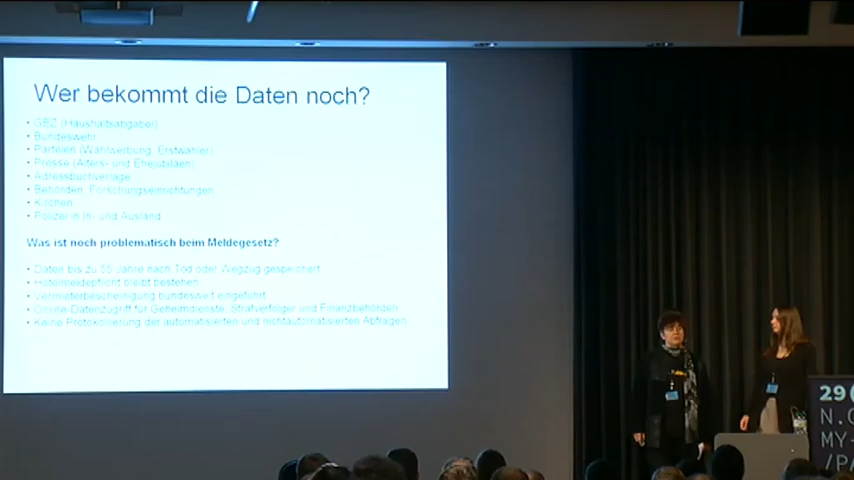 Wer bekommt die Daten noch?
• GEZ (Haushaltsabgabe)
• Bundeswehr
• Parteien (Wahlwerbung, Erstwähler)
• Presse (Alters- und Ehejubiläen)
• Adressbuchverlage
• Behörden, Forschungseinrichtungen
• Kirchen
• Polizei in In- und Ausland
Was ist noch problematisch beim Meldegesetz?
• Daten bis zu 55 Jahre nach Tod oder Wegzug gespeichert
• Hotelmeldepflicht bleibt bestehen
• Vermieterbescheinigung bundesweit eingeführt
• Online-Datenzugriff für Geheimdienste, Strafverfolger und Finanzbehörden
• Keine Protokollierung der automatisierten und nichtautomatisierten Abfragen
29
N.O
MY-
/PA